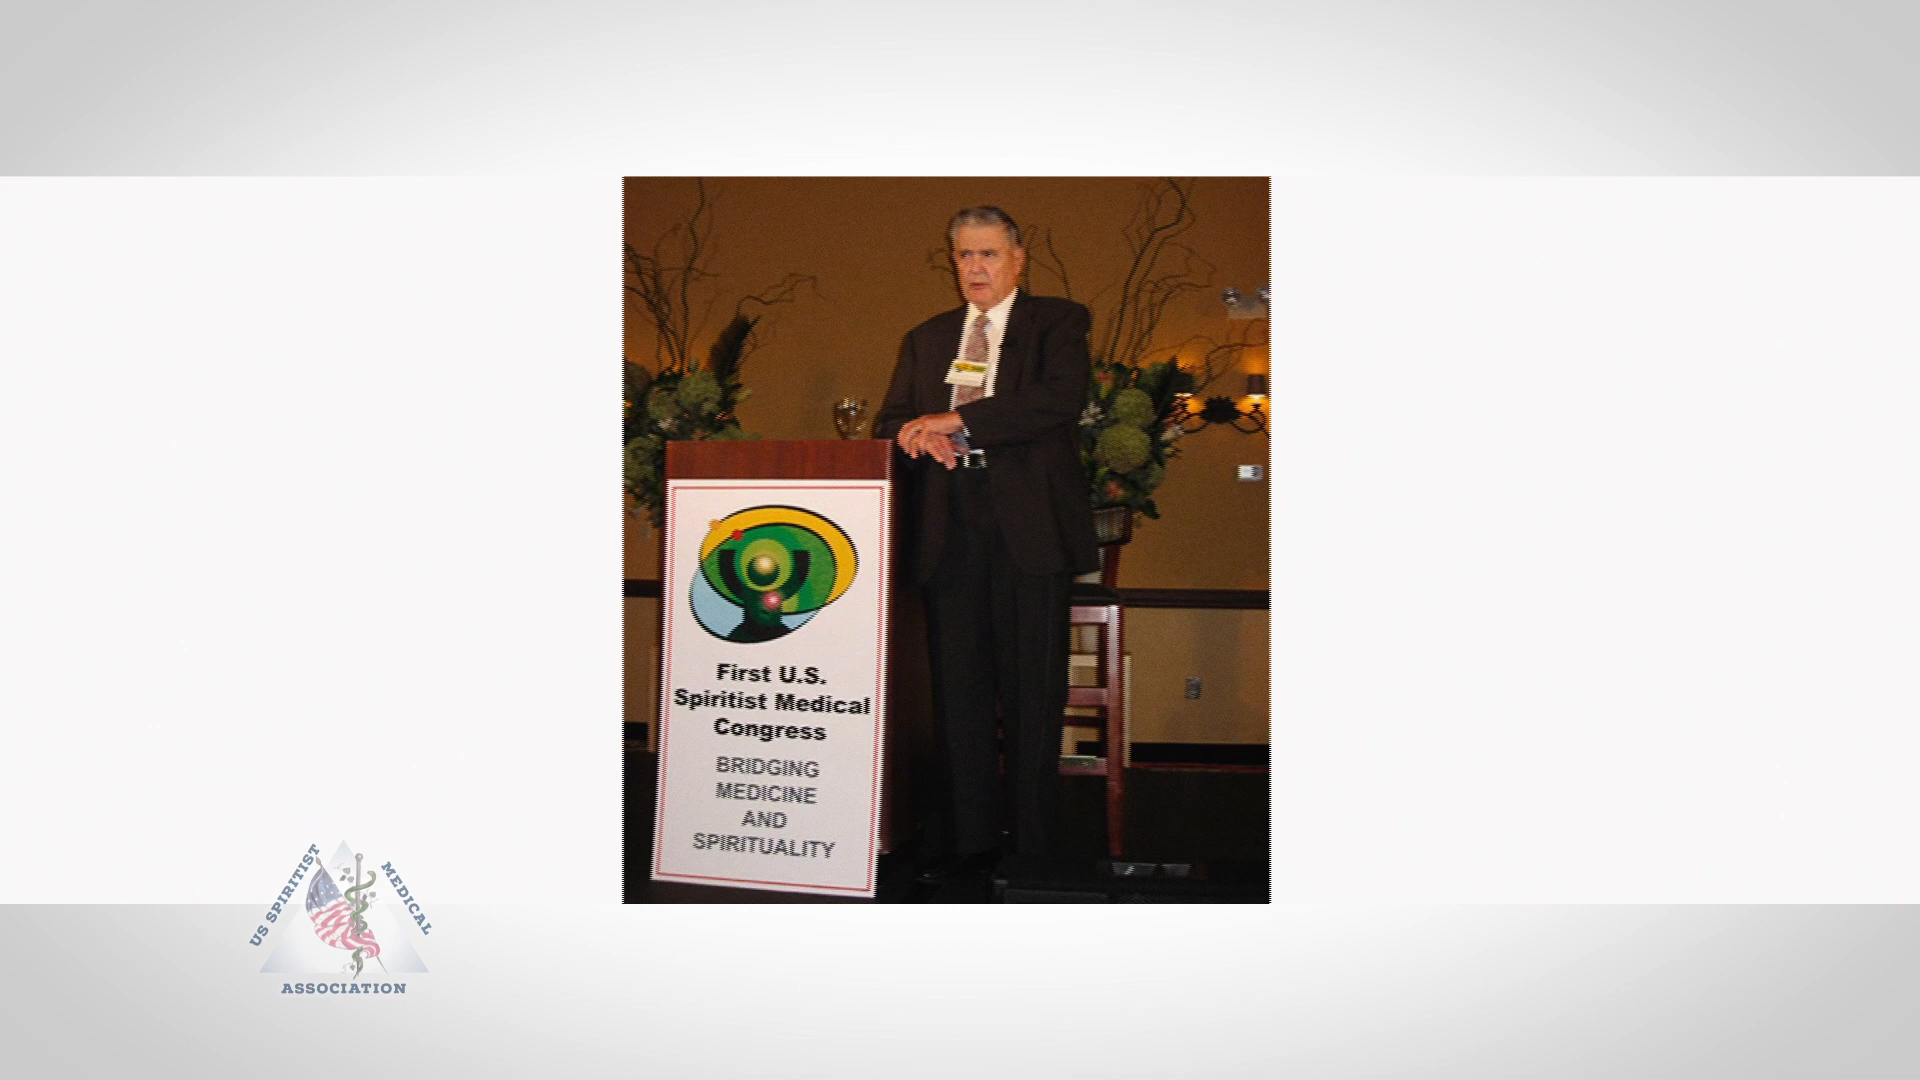 First U.S.
Spiritist Medical
Congress
BRIDGING
MEDICINE
AND
SPIRITUALITY
US SPIRITIST
MEDICAL
ASSOCIATION